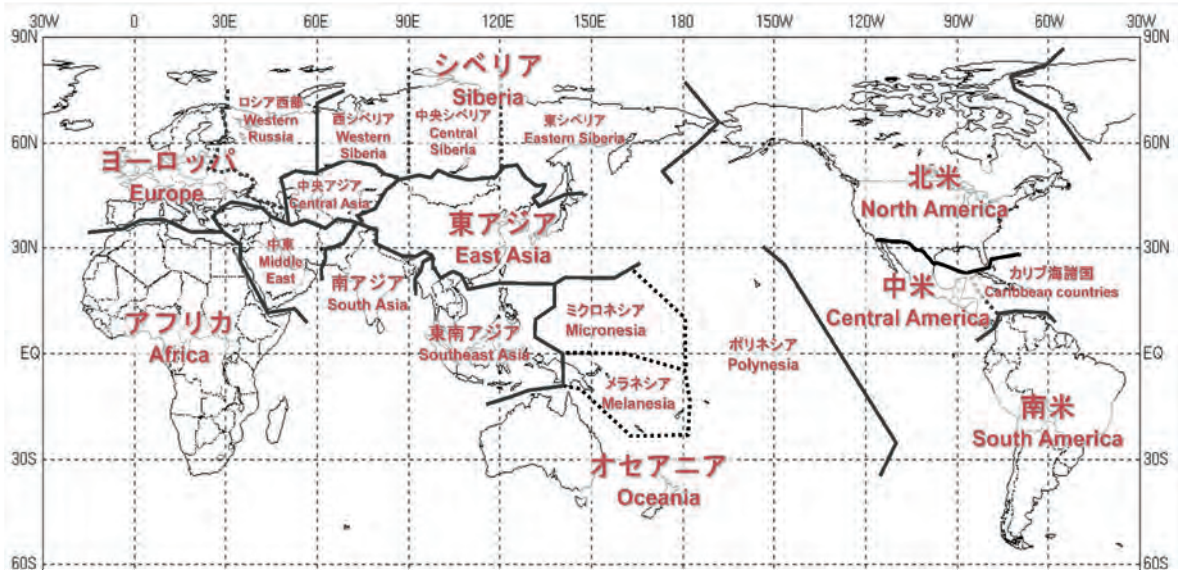 30W 0 30E 60E 90E 120E 150E 180 150W 120W 90W 60W 30W
90N 90N
シベリア
Siberia
ロシア西部
Western
Russia
西シベリア
Western
Siberia
中央シベリア
Central
Siberia
東シベリア
Eastern Siberia
60N 60N
ヨーロッパ
Europe
中央アジア
Central Asia
北米
North America
東アジア
East Asia
30N 30N
中東
Middle
East
南アジア
South Asia
中米
Central America
カリブ海諸国
Caribbean countries
アフリカ
Africa
東南アジア
Southeast Asia
ミクロネシア
Micronesia
ポリネシア
Polynesia
EQ EQ
メラネシア
Melanesia
南米
South America
オセアニア
Oceania
30S 30S
60S 60S